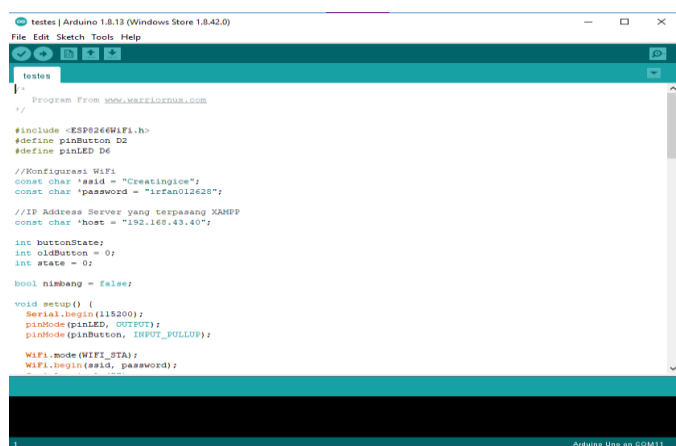 testes | Arduino 1.8.13 (Windows Store 1.8.42.0)
File Edit Sketch Tools Help
testes
/*
Program From www.warriornux.com
*/
#include <ESP8266WiFi.h>
#define pinButton D2
#define pinLED D6
//Konfigurasi WiFi
const char *ssid = "Creatingice";
const char *password = "irfan012628";
//IP Address Server yang terpasang XAMPP
const char *host = "192.168.43.40";
int buttonState;
int oldButton = 0;
int state = 0;
bool nimbang = false;
void setup() {
Serial.begin(115200);
pinMode(pinLED, OUTPUT);
pinMode(pinButton, INPUT_PULLUP);
WiFi.mode(WIFI_STA);
WiFi.begin(ssid, password);
1
Arduino Uno on COM11